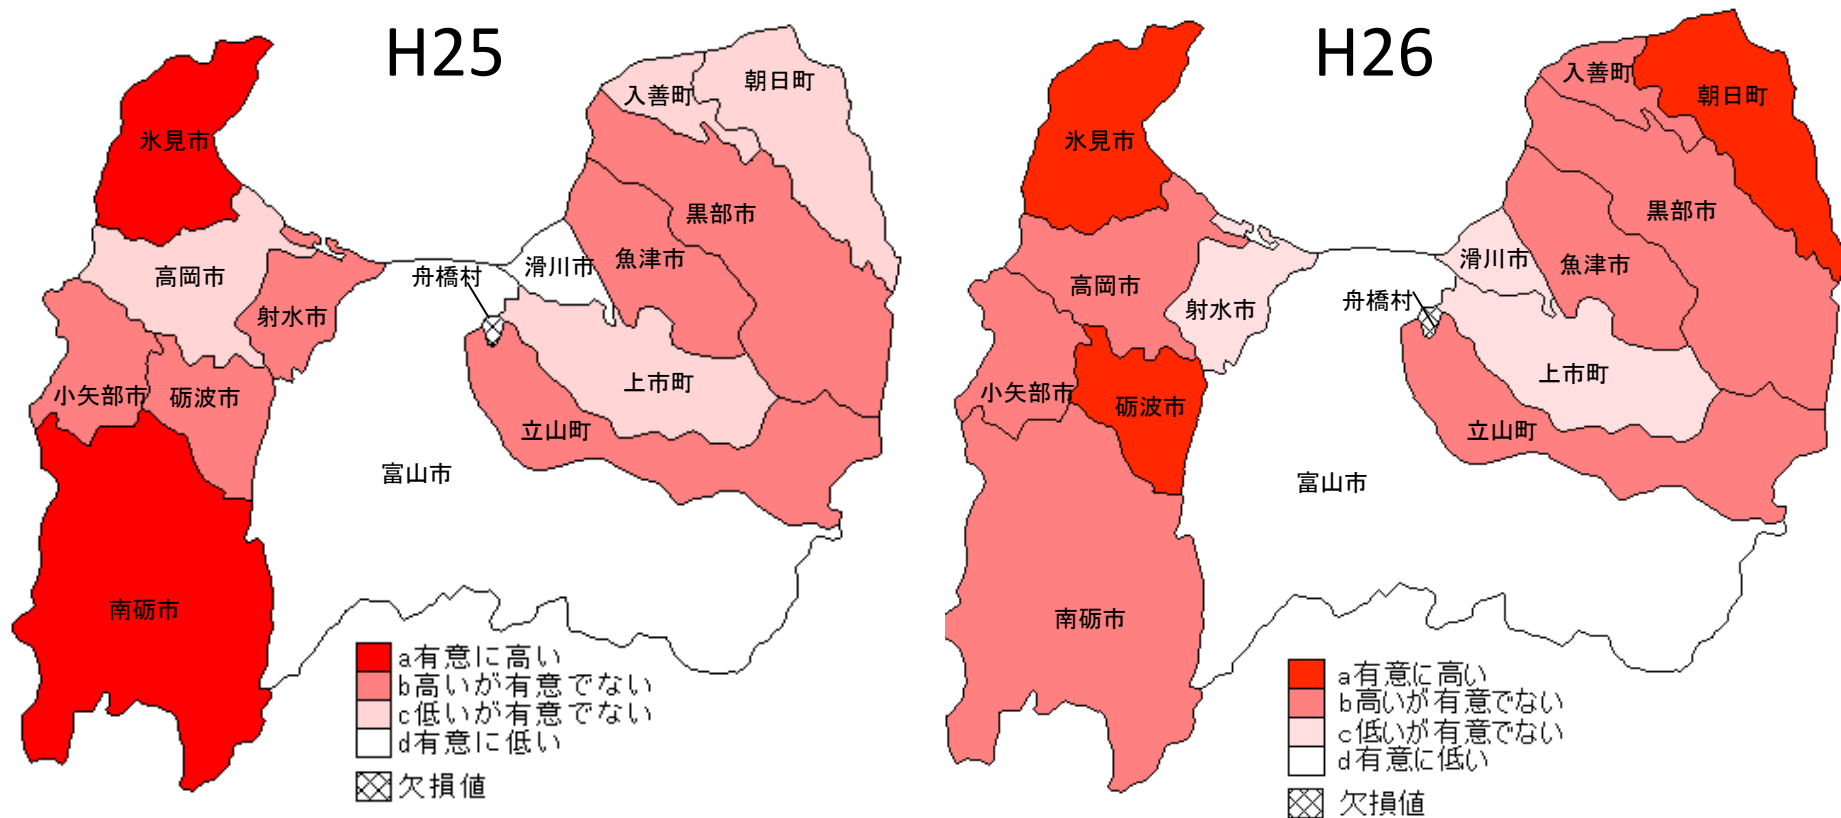 H25
朝日町
入善町
氷見市
黒部市
魚津市
滑川市
舟橋村
高岡市
射水市
上市町
小矢部市
砺波市
立山町
富山市
南砺市
a有意に高い
b高いが有意でない
c低いが有意でない
d有意に低い
欠損値
H26
入善町
朝日町
氷見市
黒部市
滑川市
魚津市
高岡市
舟橋村
射水市
上市町
小矢部市
砺波市
立山町
富山市
南砺市
a有意に高い
b高いが有意でない
c低いが有意でない
d有意に低い
欠損値